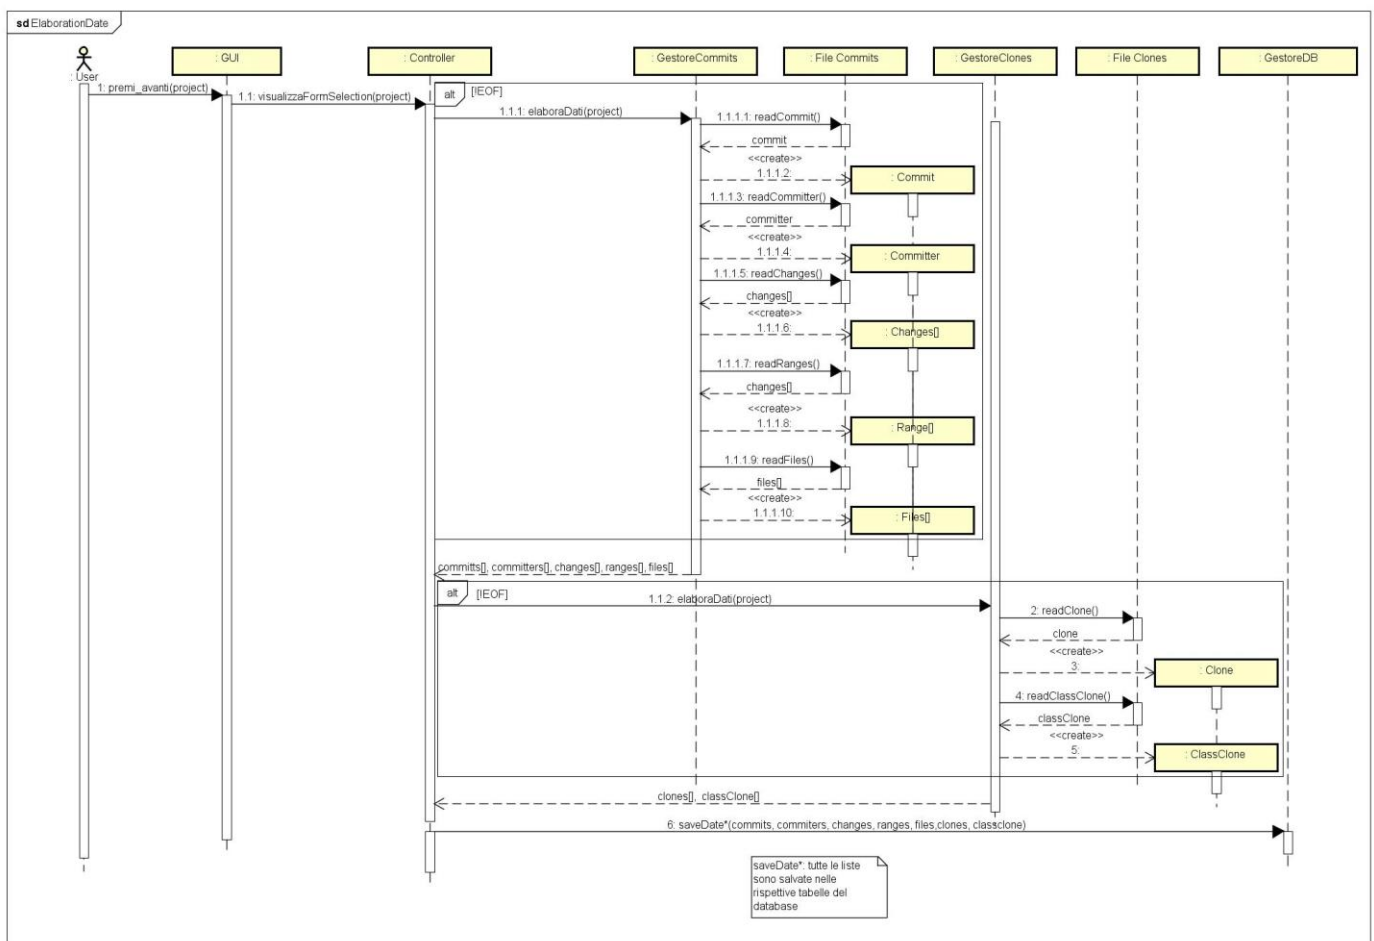 sd ElaborationDate
: User
: GUI
: Controller
: GestoreCommits
: File Commits
: GestoreClones
: File Clones
: GestoreDB
1: premi_avanti(project)
1.1: visualizzaFormSelection(project)
alt
[!EOF]
1.1.1: elaboraDati(project)
1.1.1.1: readCommit()
commit
<<create>>
1.1.1.2:
: Commit
1.1.1.3: readCommitter()
committer
<<create>>
1.1.1.4:
: Committer
1.1.1.5: readChanges()
changes[]
<<create>>
1.1.1.6:
: Changes[]
1.1.1.7: readRanges()
changes[]
<<create>>
1.1.1.8:
: Range[]
1.1.1.9: readFiles()
files[]
<<create>>
1.1.1.10:
: Files[]
committs[], committers[], changes[], ranges[], files[]
alt
[!EOF]
1.1.2: elaboraDati(project)
2: readClone()
clone
<<create>>
3:
: Clone
4: readClassClone()
classClone
<<create>>
5:
: ClassClone
clones[], classClone[]
6: saveDate*(commits, commiters, changes, ranges, files,clones, classclone)
saveDate*: tutte le liste
sono salvate nelle
rispettive tabelle del
database